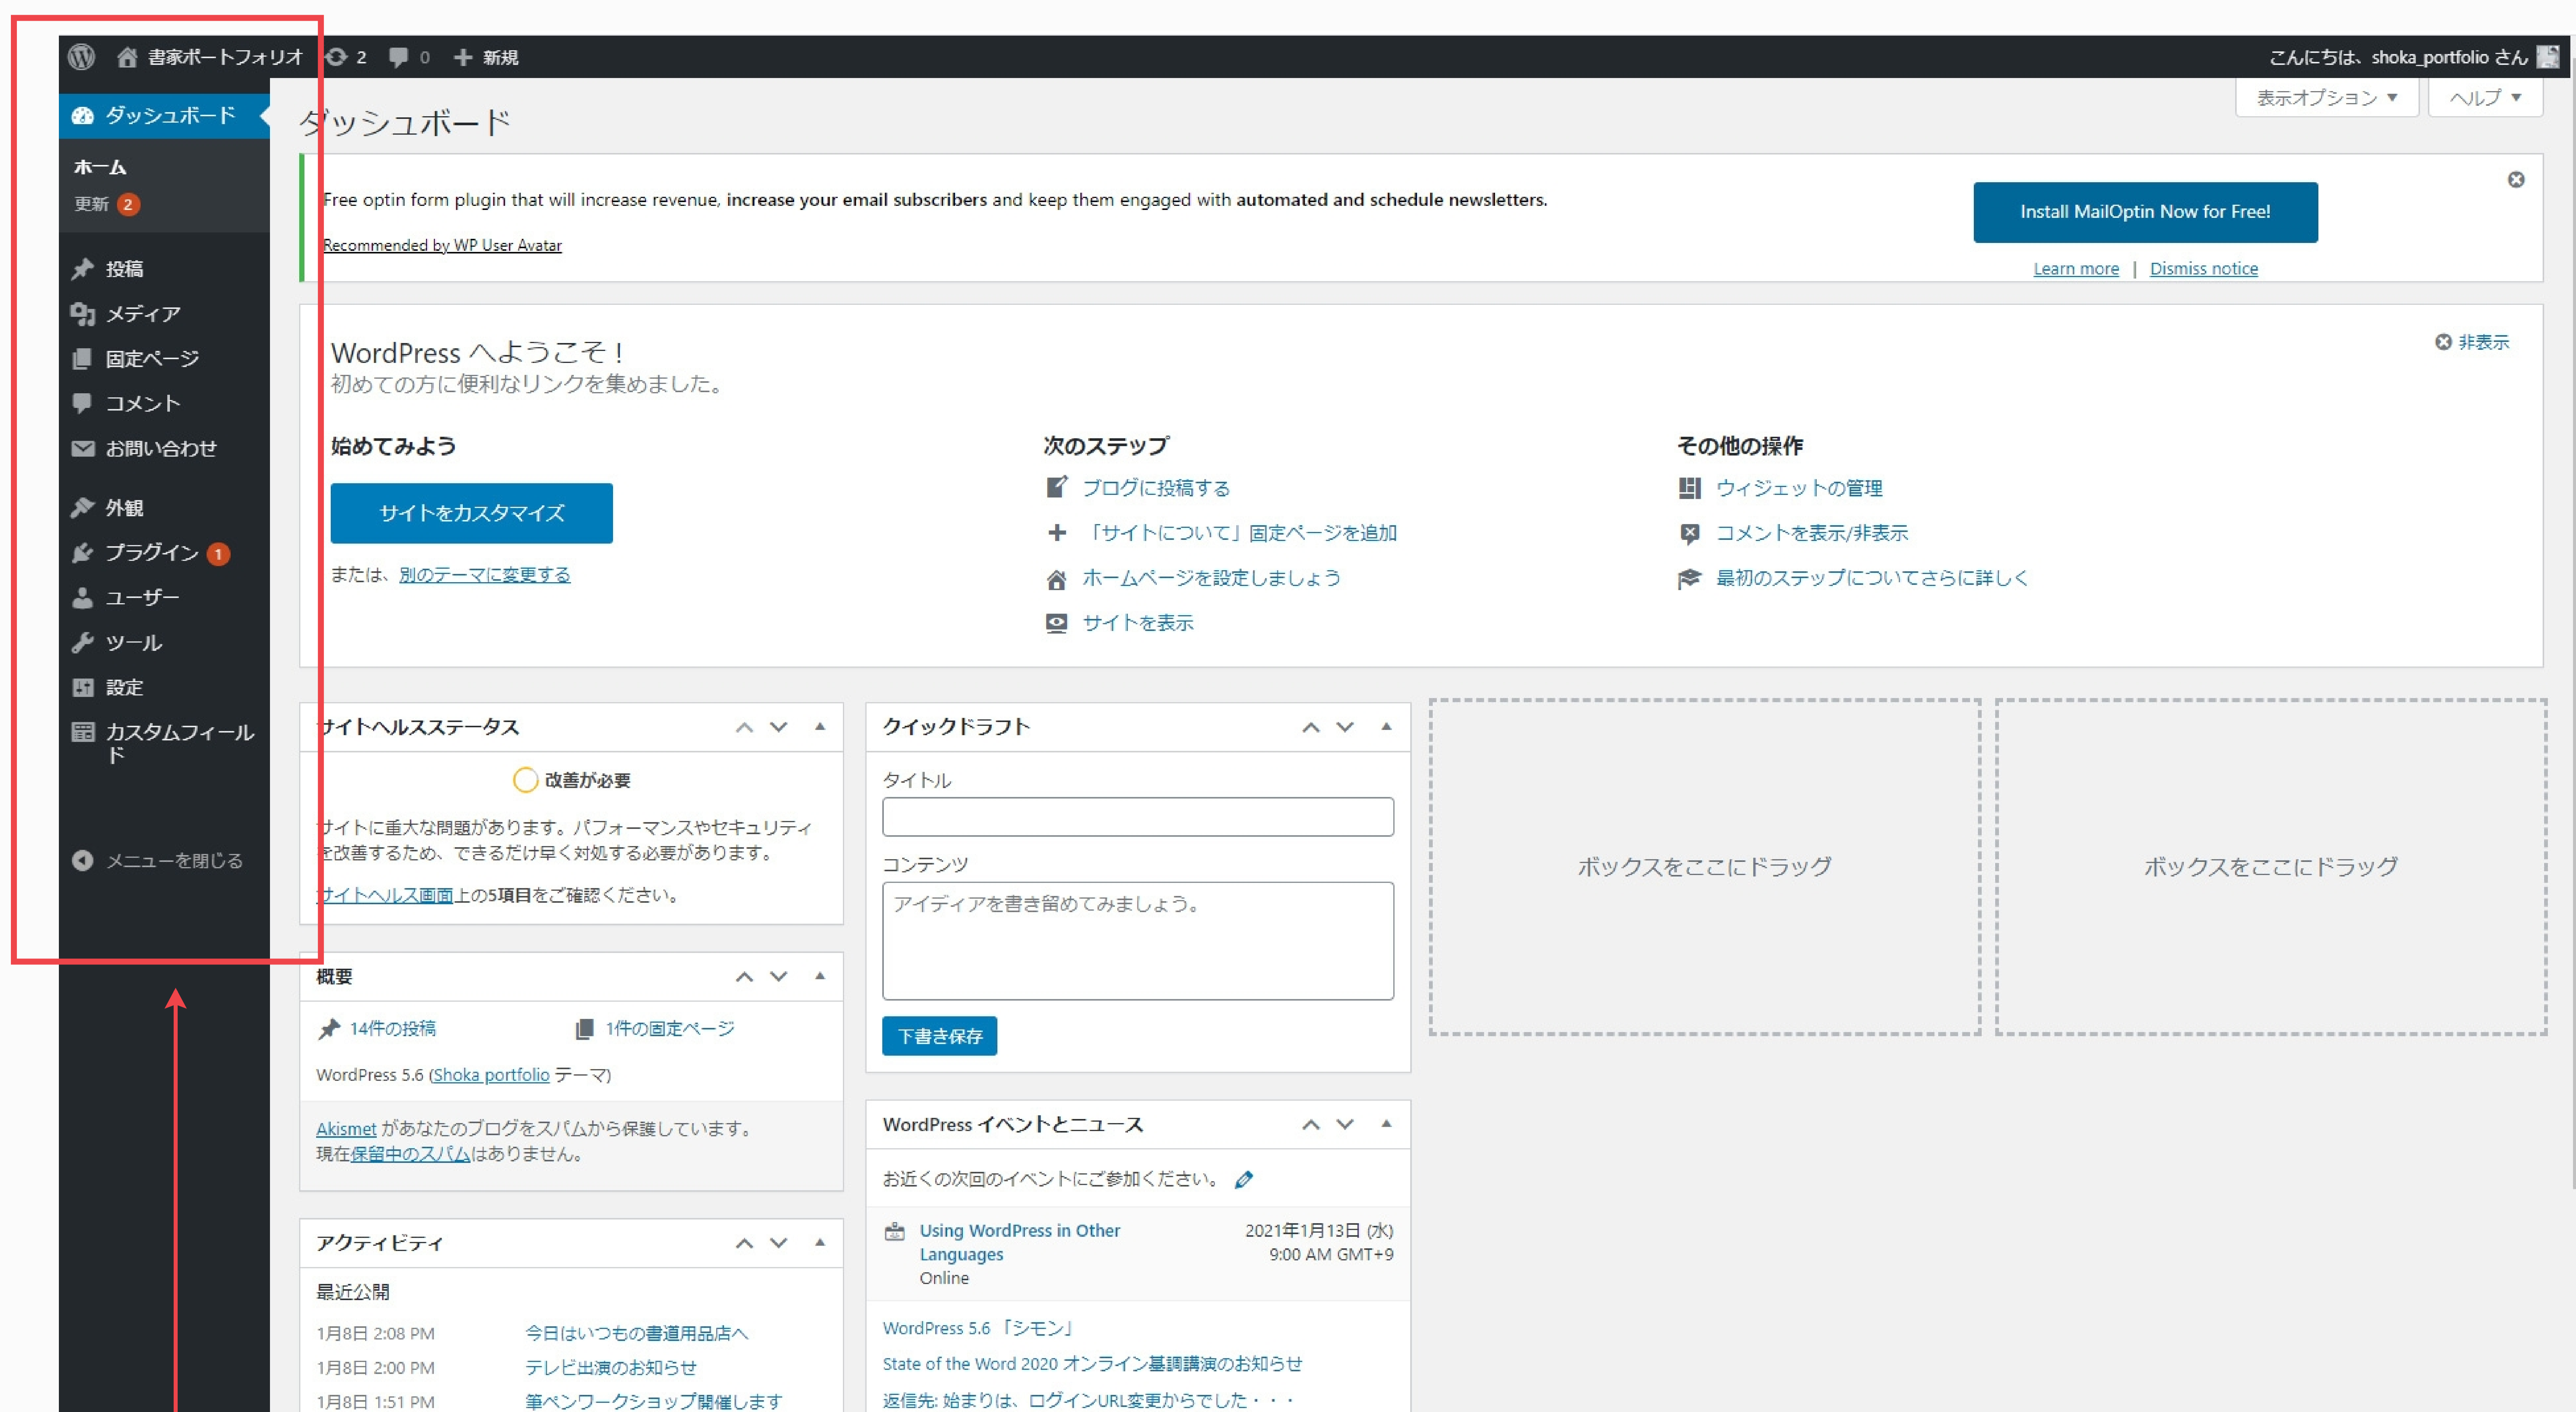 書家ポートフォリオ 2 0 新規
こんにちは、shoka_portfolio さん
ダッシュボード
ホーム
更新 2
投稿
メディア
固定ページ
コメント
お問い合わせ
外観
プラグイン 1
ユーザー
ツール
設定
カスタムフィール
ド
メニューを閉じる
表示オプション ▼
ヘルプ ▼
ダッシュボード
Free optin form plugin that will increase revenue, increase your email subscribers and keep them engaged with automated and schedule newsletters.
Recommended by WP User Avatar
Install MailOptin Now for Free!
Learn more | Dismiss notice
WordPress へようこそ !
初めての方に便利なリンクを集めました。
非表示
始めてみよう
サイトをカスタマイズ
または、別のテーマに変更する
次のステップ
ブログに投稿する
「サイトについて」固定ページを追加
ホームページを設定しましょう
サイトを表示
その他の操作
ウィジェットの管理
コメントを表示/非表示
最初のステップについてさらに詳しく
サイトヘルスステータス
改善が必要
サイトに重大な問題があります。パフォーマンスやセキュリティ
を改善するため、できるだけ早く対処する必要があります。
サイトヘルス画面上の5項目をご確認ください。
概要
14件の投稿
1件の固定ページ
WordPress 5.6 (Shoka portfolio テーマ)
Akismet があなたのブログをスパムから保護しています。
現在保留中のスパムはありません。
アクティビティ
最近公開
1月8日 2:08 PM 今日はいつもの書道用品店へ
1月8日 2:00 PM テレビ出演のお知らせ
1月8日 1:51 PM 筆ペンワークショップ開催します
クイックドラフト
タイトル
コンテンツ
アイディアを書き留めてみましょう。
下書き保存
WordPress イベントとニュース
お近くの次回のイベントにご参加ください。
Using WordPress in Other
Languages
Online
2021年1月13日 (水)
9:00 AM GMT+9
WordPress 5.6 「シモン」
State of the Word 2020 オンライン基調講演のお知らせ
返信先: 始まりは、ログインURL変更からでした・・・
ボックスをここにドラッグ
ボックスをここにドラッグ